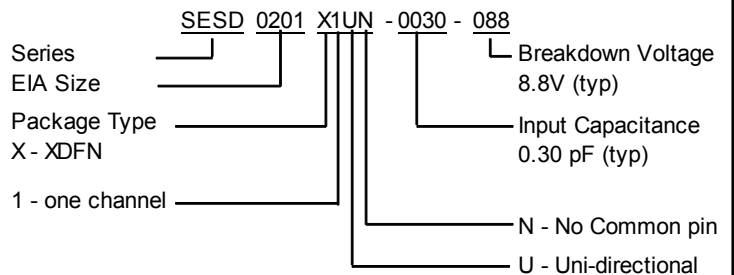 SESD 0201 X1UN - 0030 - 088
Series
EIA Size
Package Type
X - XDFN
1 - one channel
Breakdown Voltage
8.8V (typ)
Input Capacitance
0.30 pF (typ)
N - No Common pin
U - Uni-directional